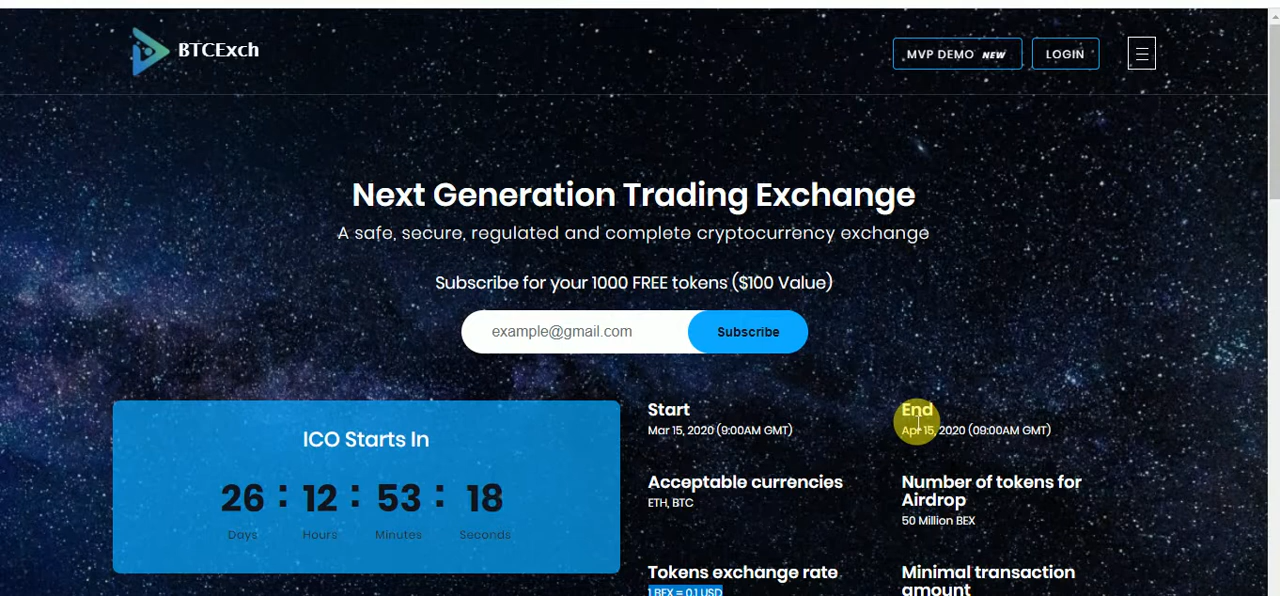 BTCExch
MVP DEMO NEW
LOGIN
Next Generation Trading Exchange
A safe, secure, regulated and complete cryptocurrency exchange
Subscribe for your 1000 FREE tokens ($100 Value)
example@gmail.com
Subscribe
ICO Starts In
26 : 12 : 53 : 18
Days Hours Minutes Seconds
Start
Mar 15, 2020 (9:00AM GMT)
End
Apr 15, 2020 (09:00AM GMT)
Acceptable currencies
ETH, BTC
Number of tokens for
Airdrop
50 Million BEX
Tokens exchange rate
1 BEX = 0.1 USD
Minimal transaction
amount